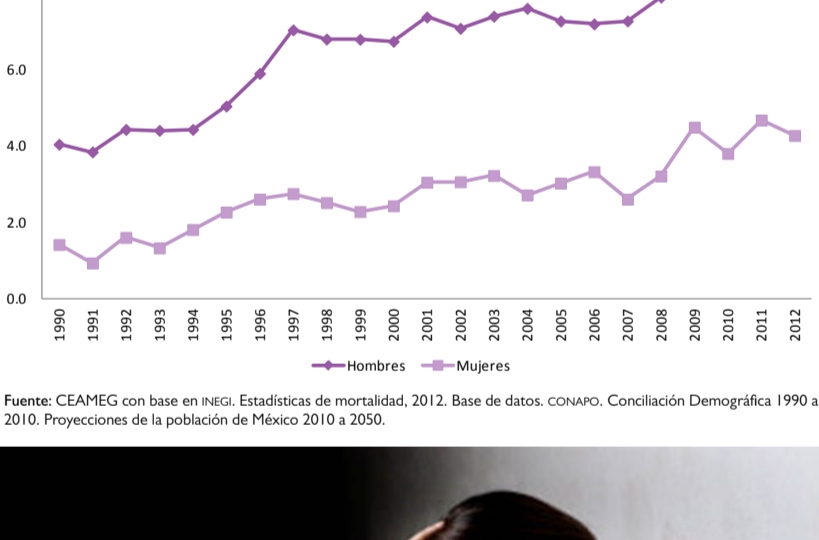 6.0
4.0
2.0
0.0
1990 1991 1992 1993 1994 1995 1996 1997 1998 1999 2000 2001 2002 2003 2004 2005 2006 2007 2008 2009 2010 2011 2012
Hombres Mujeres
Fuente: CEAMEG con base en INEGI. Estadísticas de mortalidad, 2012. Base de datos. CONAPO. Conciliación Demográfica 1990 a
2010. Proyecciones de la población de México 2010 a 2050.